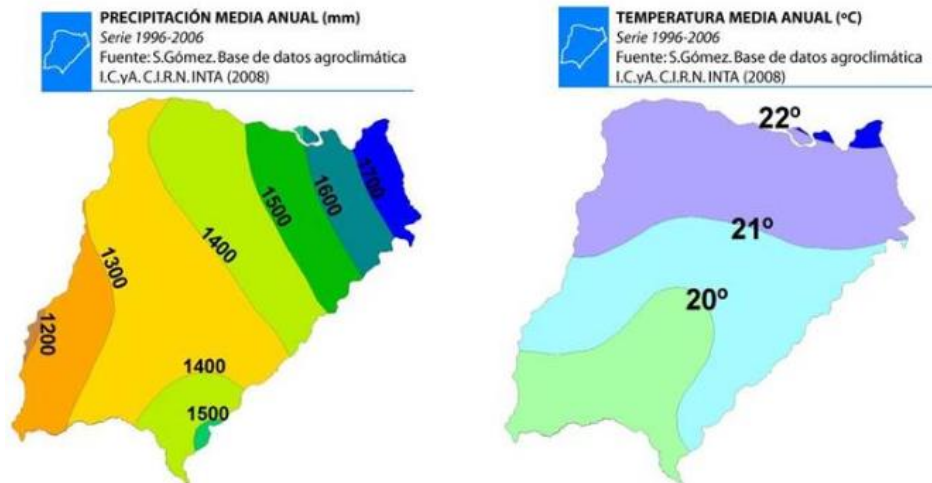 PRECIPITACIÓN MEDIA ANUAL (mm)
Serie 1996-2006
Fuente: S.Gómez. Base de datos agroclimática
I.C.yA. C.I.R.N. INTA (2008)
1700
1600
1500
1400
1300
1200
1400
1500
TEMPERATURA MEDIA ANUAL (ºC)
Serie 1996-2006
Fuente: S.Gómez. Base de datos agroclimática
I.C.yA. C.I.R.N. INTA (2008)
22º
21º
20º